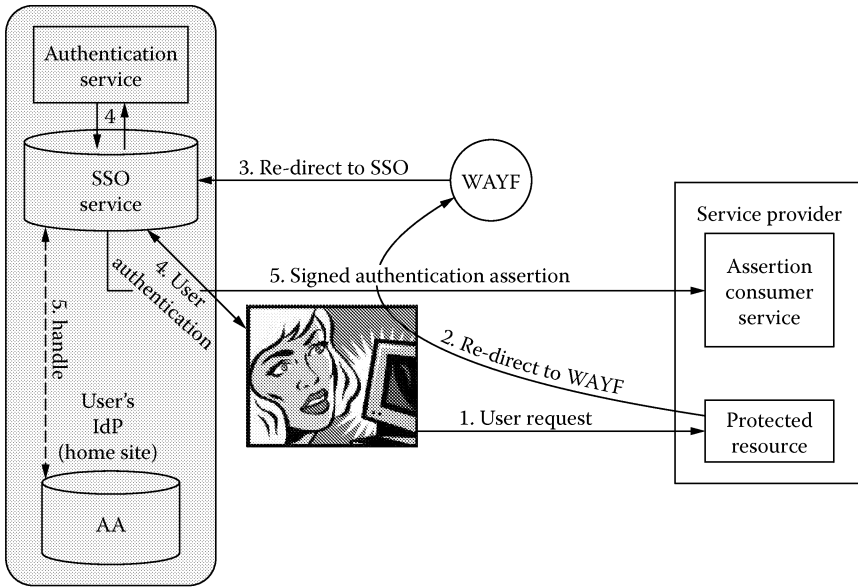 Authentication
service
4
SSO
service
3. Re-direct to SSO
WAYF
Service provider
Assertion
consumer
service
4. User
authentication
5. Signed authentication assertion
5. handle
2. Re-direct to WAYF
User's
IdP
(home site)
1. User request
Protected
resource
AA